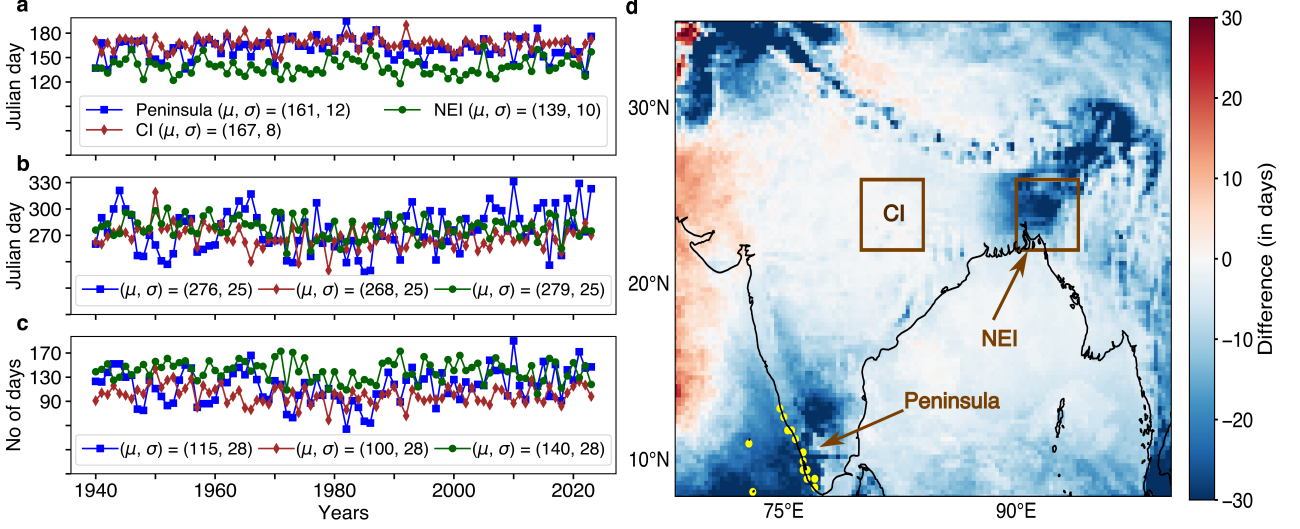 a
180
150
120
Julian day
Peninsula (μ, σ) = (161, 12)
NEI (μ, σ) = (139, 10)
CI (μ, σ) = (167, 8)
b
330
300
270
Julian day
(μ, σ) = (276, 25)
(μ, σ) = (268, 25)
(μ, σ) = (279, 25)
c
170
130
90
No of days
(μ, σ) = (115, 28)
(μ, σ) = (100, 28)
(μ, σ) = (140, 28)
1940
1960
1980
2000
2020
Years
d
30°N
20°N
10°N
75°E
90°E
CI
NEI
Peninsula
30
20
10
0
−10
−20
−30
Difference (in days)